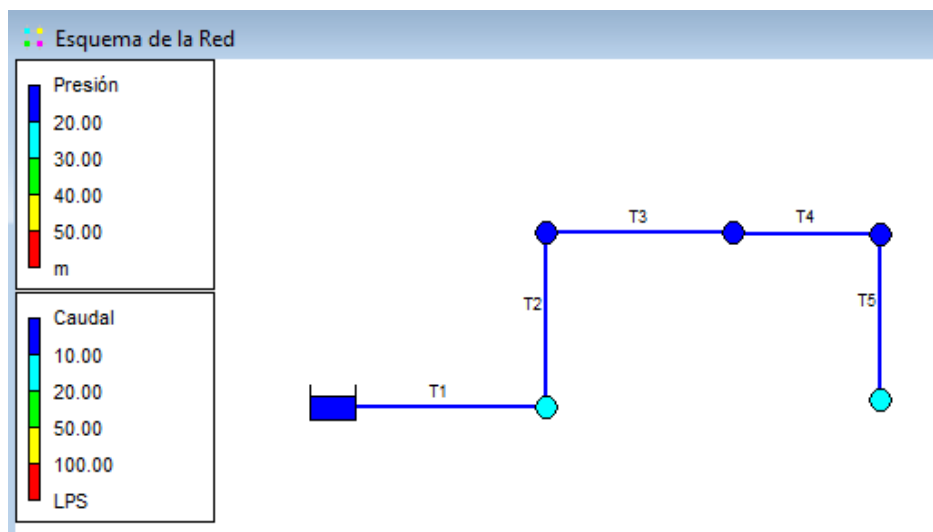 Esquema de la Red
Presión
20.00
30.00
40.00
50.00
m
Caudal
10.00
20.00
50.00
100.00
LPS
T1
T2
T3
T4
T5